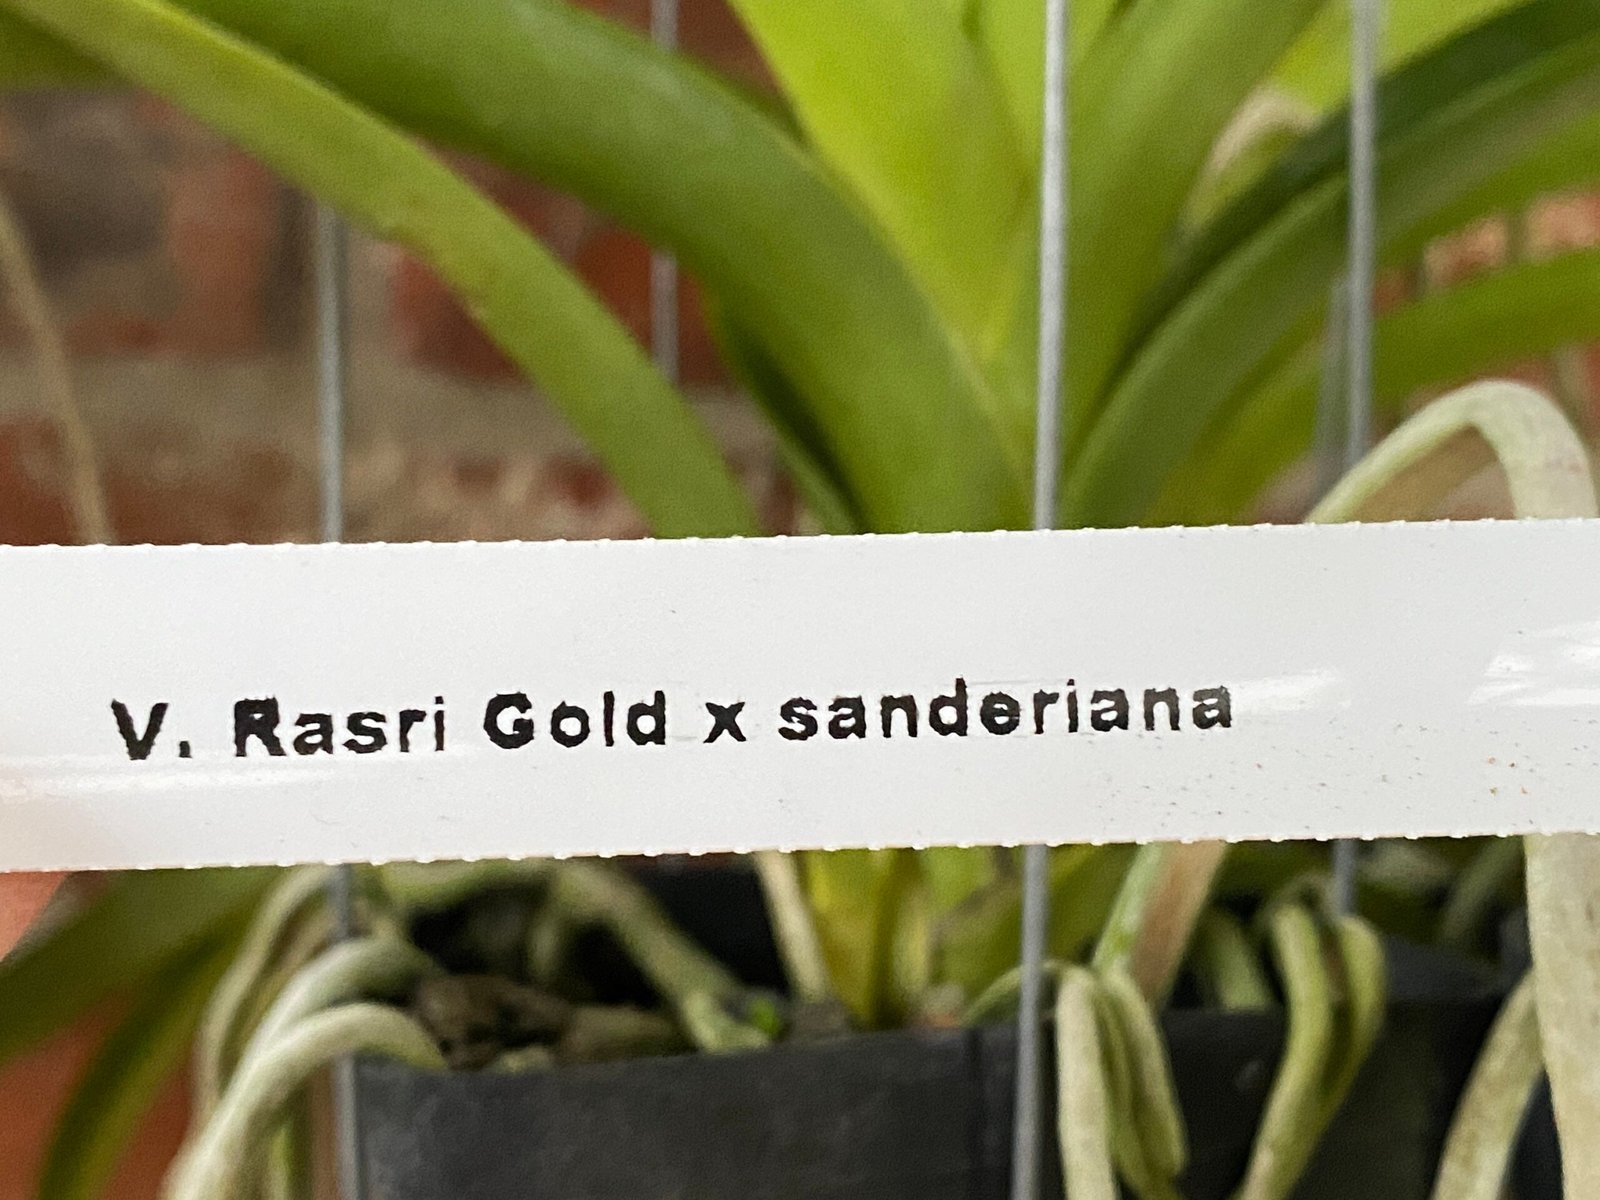 V. Rasri Gold x sanderiana